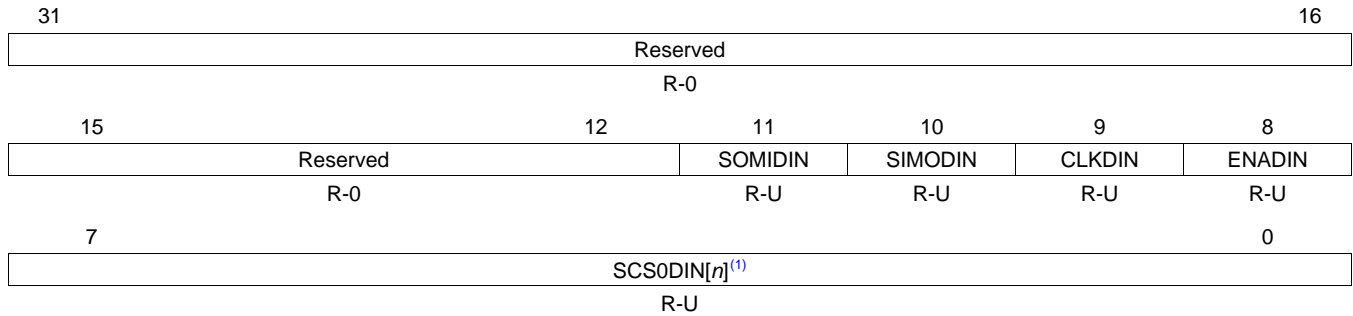 31 16
Reserved
R-0
15 12 11 10 9 8
Reserved SOMIDIN SIMODIN CLKDIN ENADIN
R-0 R-U R-U R-U R-U
7 0
SCS0DIN[n](1)
R-U